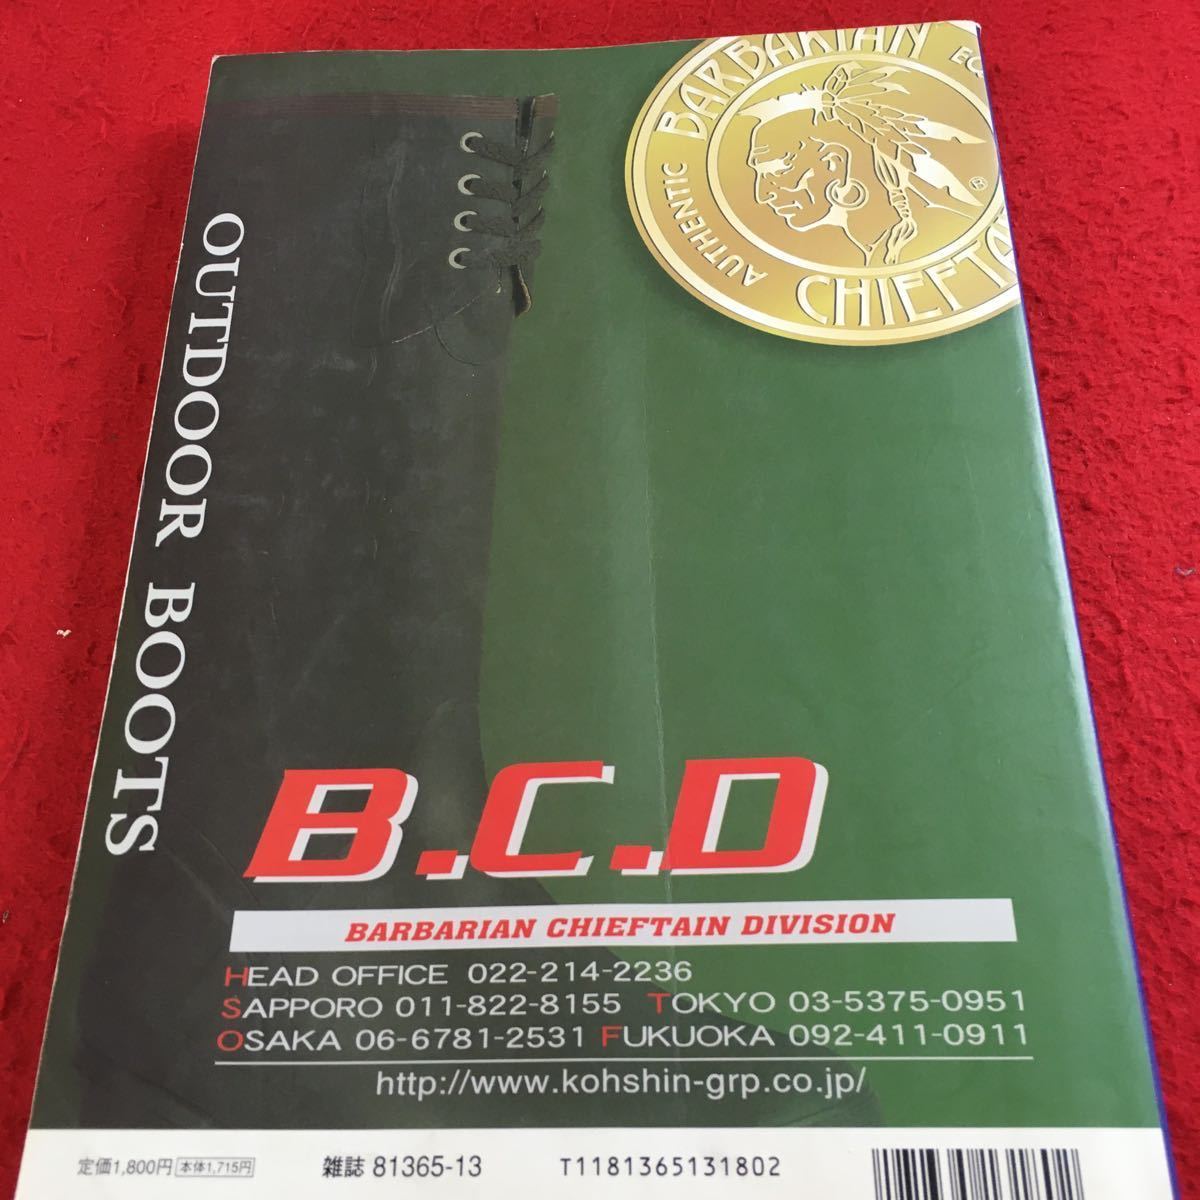 BARBARIAN
AUTHENTIC
CHIEFTA
®
OUTDOOR BOOTS
B.C.D
BARBARIAN CHIEFTAIN DIVISION
HEAD OFFICE 022-214-2236
SAPPORO 011-822-8155 TOKYO 03-5375-0951
OSAKA 06-6781-2531 FUKUOKA 092-411-0911
http://www.kohshin-grp.co.jp/
定価1,800円 本体1,715円 雑誌 81365-13 T1181365131802